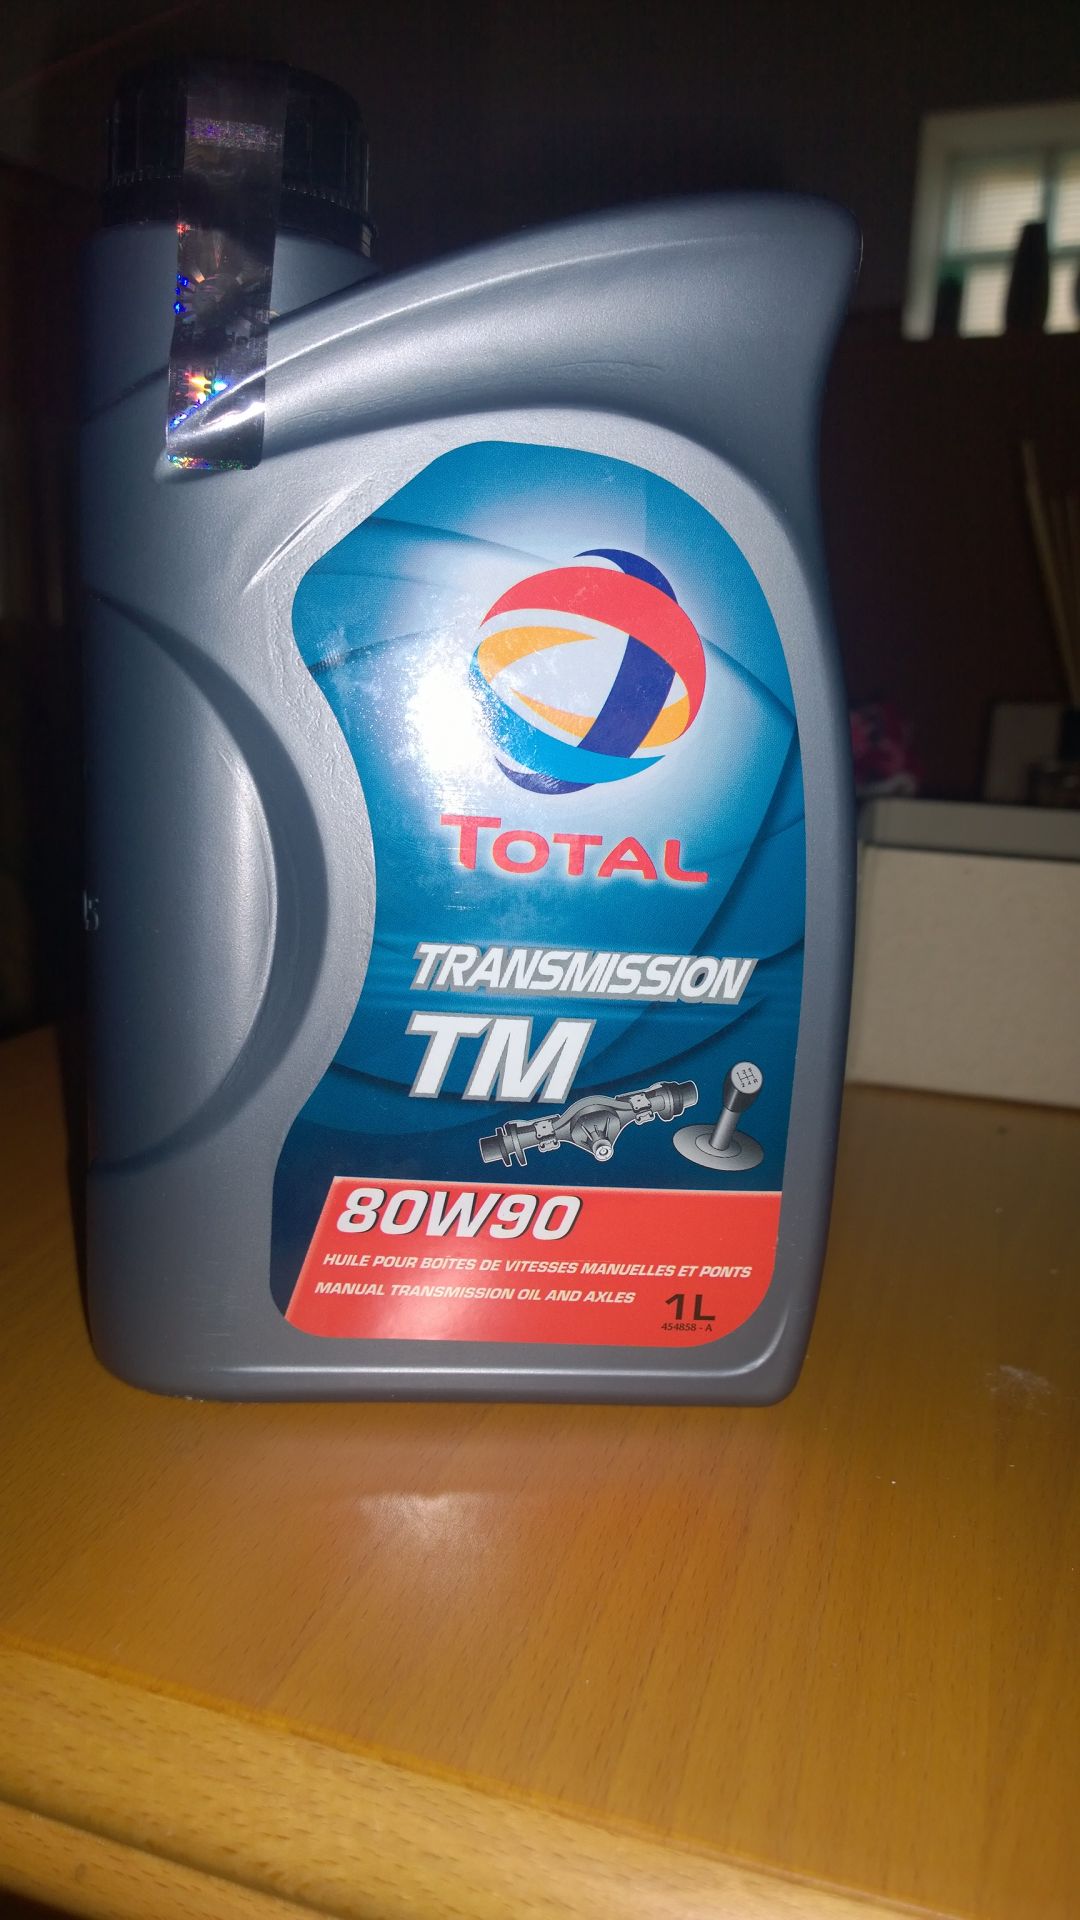 TOTAL
TRANSMISSION
TM
80W90
HUILE POUR BOÎTES DE VITESSES MANUELLES ET PONTS
MANUAL TRANSMISSION OIL AND AXLES
1L
454858 - A